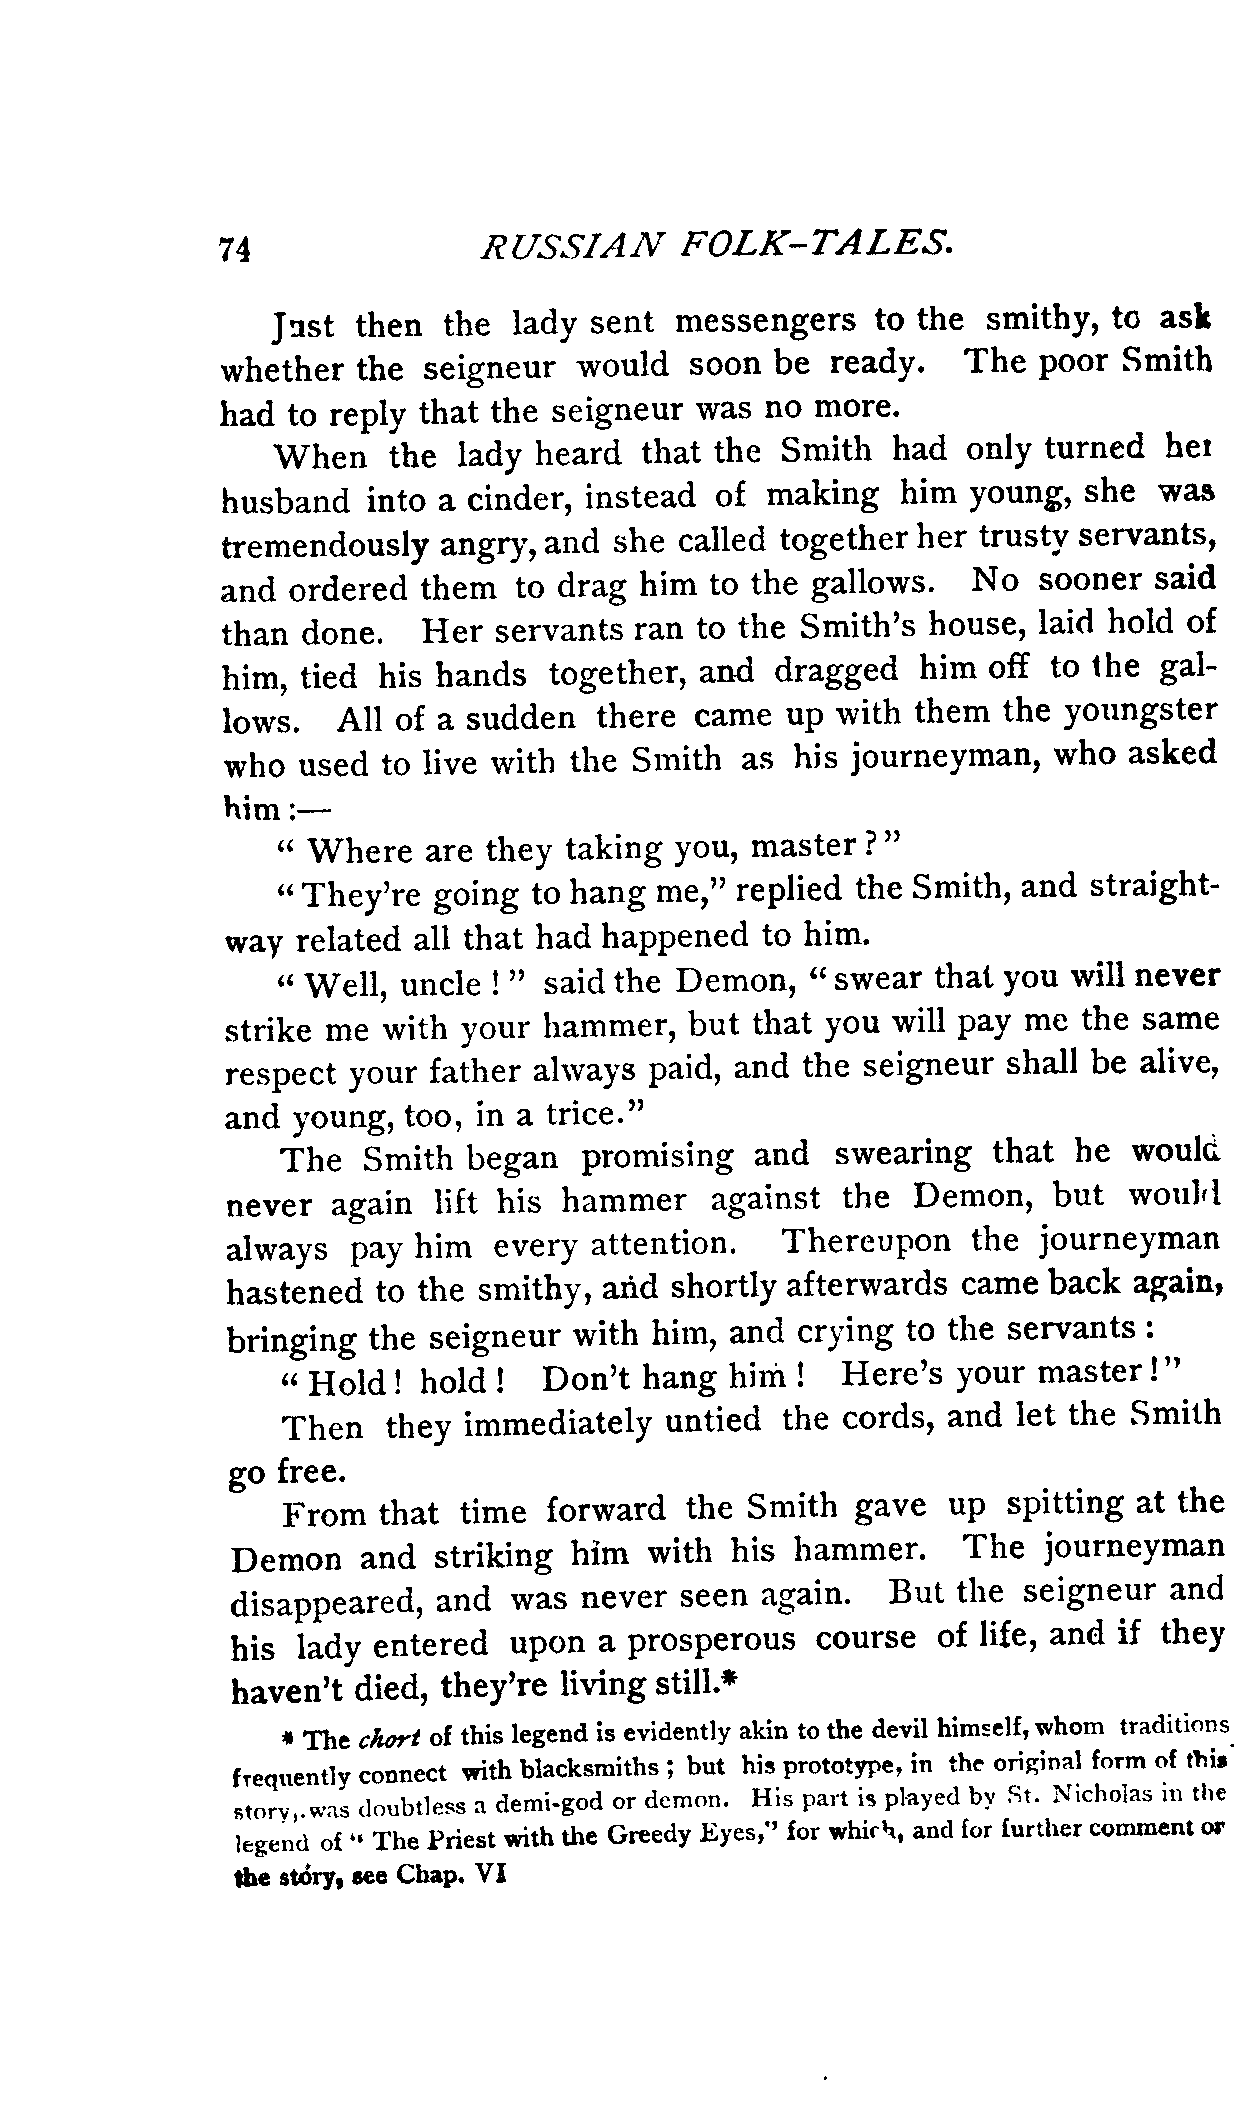 74 RUSSIAN FOLK-TALES.
Just then the lady sent messengers to the smithy, to ask
whether the seigneur would soon be ready. The poor Smith
had to reply that the seigneur was no more.
When the lady heard that the Smith had only turned her
husband into a cinder, instead of making him young, she was
tremendously angry, and she called together her trusty servants,
and ordered them to drag him to the gallows. No sooner said
than done. Her servants ran to the Smith's house, laid hold of
him, tied his hands together, and dragged him off to the gal-
lows. All of a sudden there came up with them the youngster
who used to live with the Smith as his journeyman, who asked
him :—
" Where are they taking you, master ? "
" They're going to hang me," replied the Smith, and straight-
way related all that had happened to him.
" Well, uncle ! " said the Demon, " swear that you will never
strike me with your hammer, but that you will pay me the same
respect your father always paid, and the seigneur shall be alive,
and young, too, in a trice."
The Smith began promising and swearing that he would
never again lift his hammer against the Demon, but would
always pay him every attention. Thereupon the journeyman
hastened to the smithy, and shortly afterwards came back again,
bringing the seigneur with him, and crying to the servants :
" Hold ! hold ! Don't hang him ! Here's your master ! "
Then they immediately untied the cords, and let the Smith
go free.
From that time forward the Smith gave up spitting at the
Demon and striking him with his hammer. The journeyman
disappeared, and was never seen again. But the seigneur and
his lady entered upon a prosperous course of life, and if they
haven't died, they're living still.*
* The chort of this legend is evidently akin to the devil himself, whom traditions
frequently connect with blacksmiths ; but his prototype, in the original form of this
story, was doubtless a demi-god or demon. His part is played by St. Nicholas in the
legend of " The Priest with the Greedy Eyes," for which, and for further comment or
the story, see Chap. VI